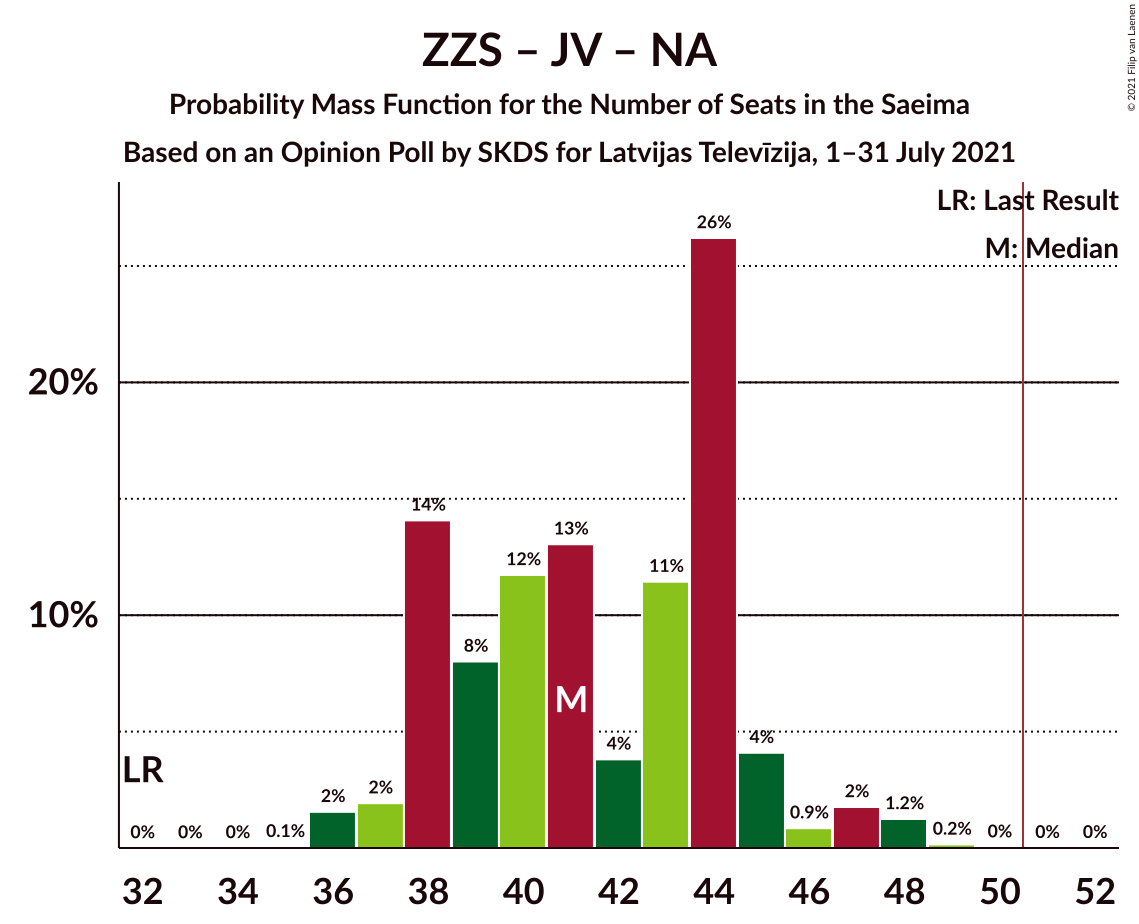 ZZS – JV – NA
Probability Mass Function for the Number of Seats in the Saeima
Based on an Opinion Poll by SKDS for Latvijas Televīzija, 1–31 July 2021
© 2021 Filip van Laenen
LR: Last Result
M: Median
20%
10%
26%
14%
13%
12%
11%
8%
M
4%
4%
LR
2%
2%
2%
1.2%
0.9%
0%
0%
0%
0.1%
0.2%
0%
0%
0%
32 34 36 38 40 42 44 46 48 50 52